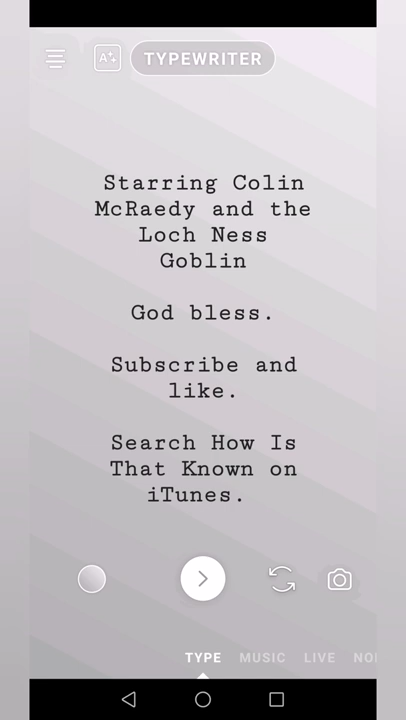 TYPEWRITER
Starring Colin
McRaedy and the
Loch Ness
Goblin
God bless.
Subscribe and
like.
Search How Is
That Known on
iTunes.
TYPE MUSIC LIVE